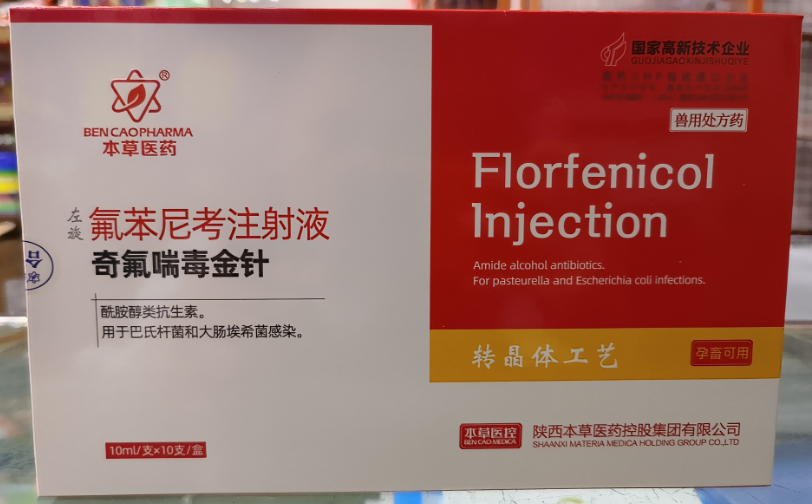 ®
BEN CAOPHARMA
本草医药
左旋
氟苯尼考注射液
奇氟喘毒金针
酰胺醇类抗生素。
用于巴氏杆菌和大肠埃希菌感染。
10ml/支×10支/盒
国家高新技术企业
GUOJIAGAOXINJISHUQIYE
兽用处方药
Florfenicol
Injection
Amide alcohol antibiotics.
For pasteurella and Escherichia coli infections.
转晶体工艺
孕畜可用
本草医控
BEN CAO MEDICA
陕西本草医药控股集团有限公司
SHAANXI MATERIA MEDICA HOLDING GROUP CO.,LTD